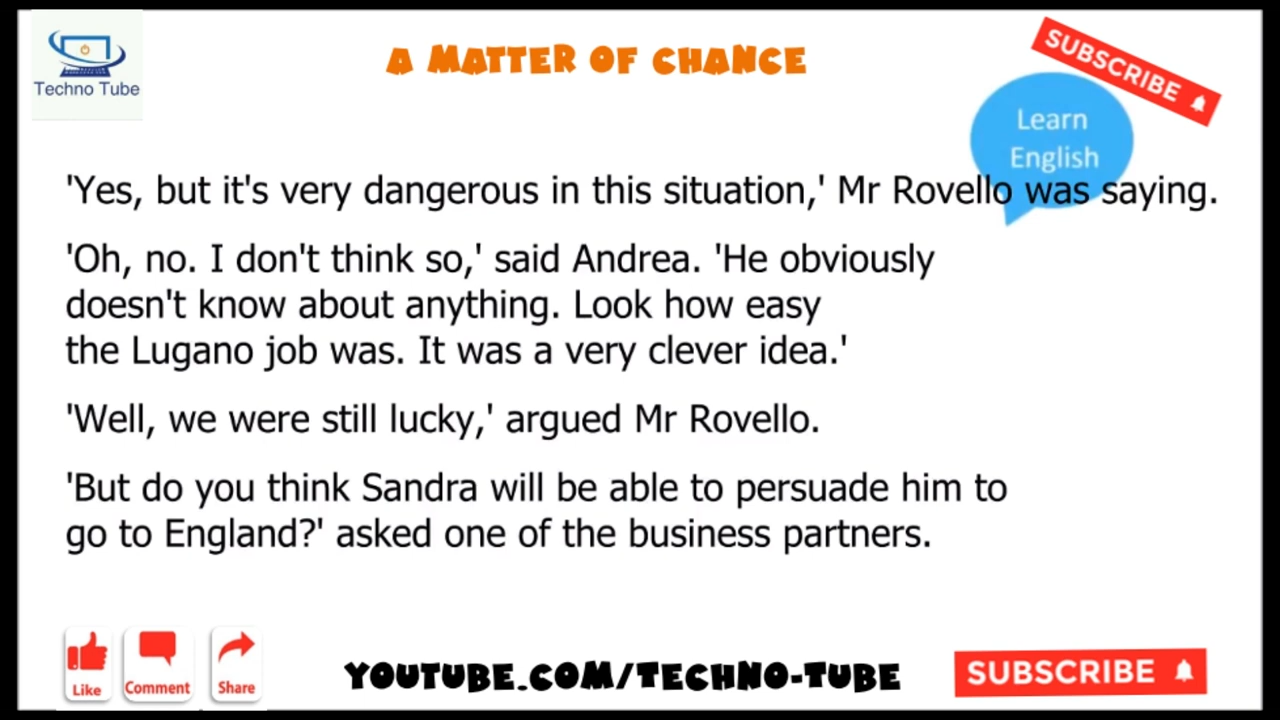 Techno Tube
A MATTER OF CHANCE
SUBSCRIBE
Learn
English
'Yes, but it's very dangerous in this situation,' Mr Rovello was saying.
'Oh, no. I don't think so,' said Andrea. 'He obviously
doesn't know about anything. Look how easy
the Lugano job was. It was a very clever idea.'
'Well, we were still lucky,' argued Mr Rovello.
'But do you think Sandra will be able to persuade him to
go to England?' asked one of the business partners.
Like
Comment
Share
YOUTUBE.COM/TECHNO-TUBE
SUBSCRIBE